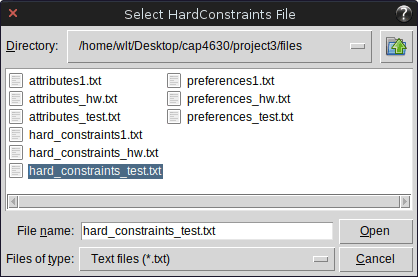 Select HardConstraints File
Directory: /home/wlt/Desktop/cap4630/project3/files
attributes1.txt
attributes_hw.txt
attributes_test.txt
hard_constraints1.txt
hard_constraints_hw.txt
hard_constraints_test.txt
preferences1.txt
preferences_hw.txt
preferences_test.txt
File name: hard_constraints_test.txt Open
Files of type: Text files (*.txt) Cancel